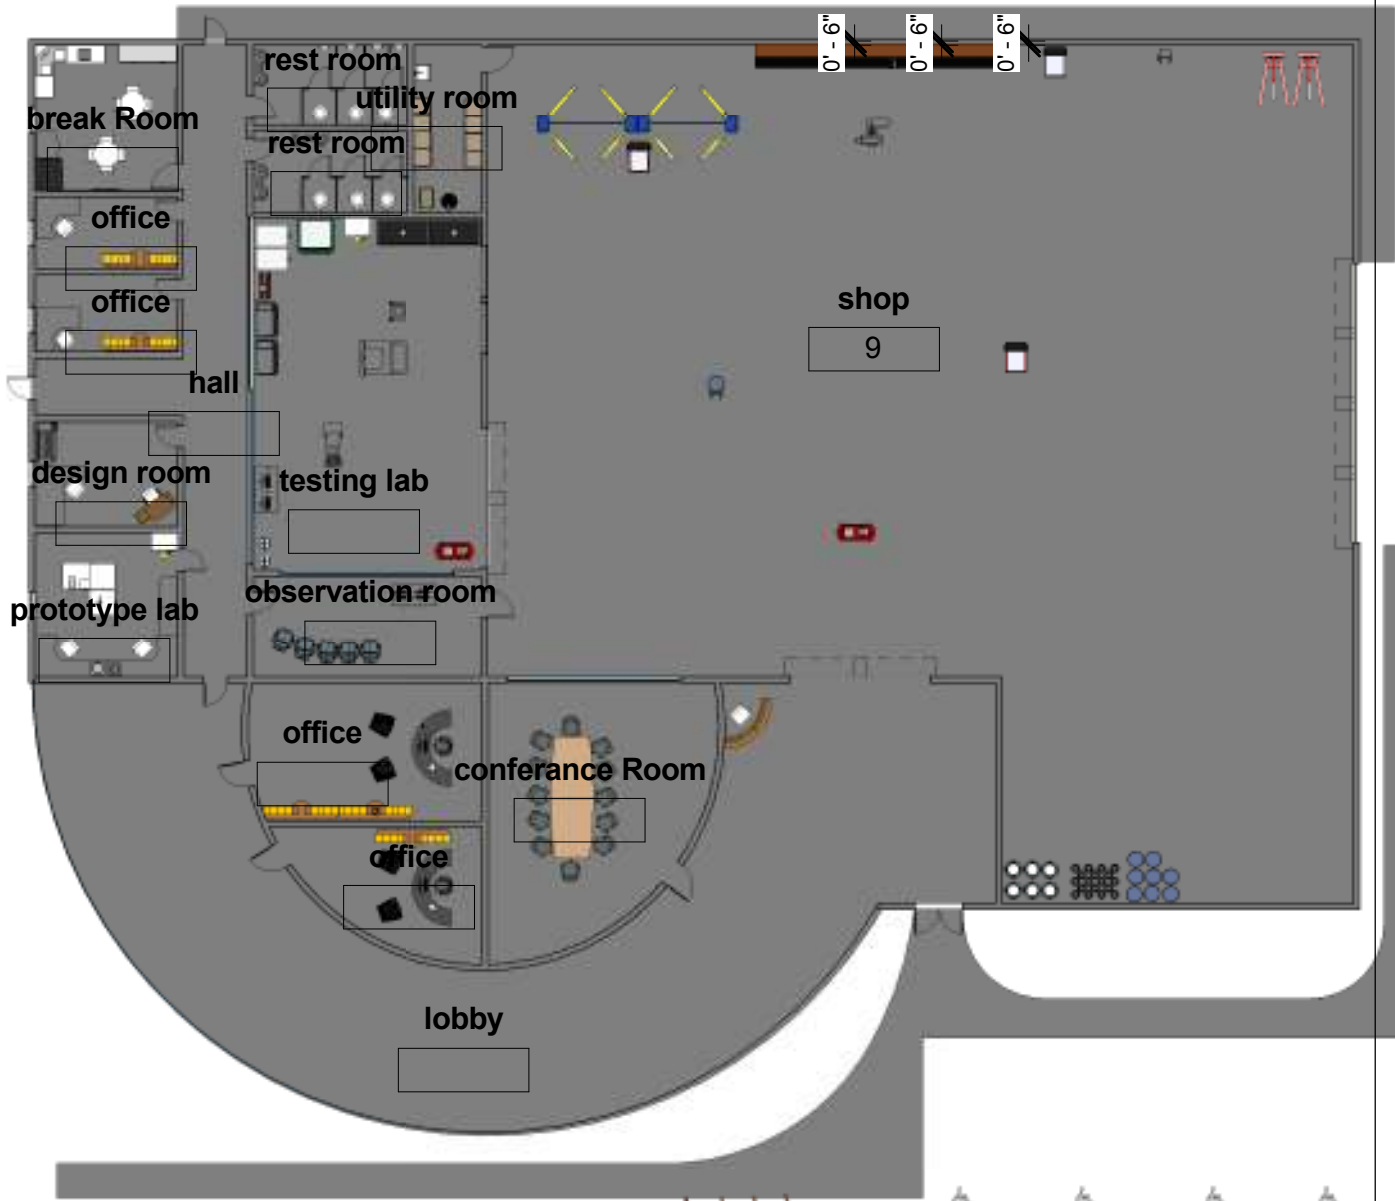 0' - 6"
0' - 6"
0' - 6"
rest room
utility room
break Room
rest room
office
office
shop
9
hall
design room
testing lab
observation room
prototype lab
office
conferance Room
office
lobby